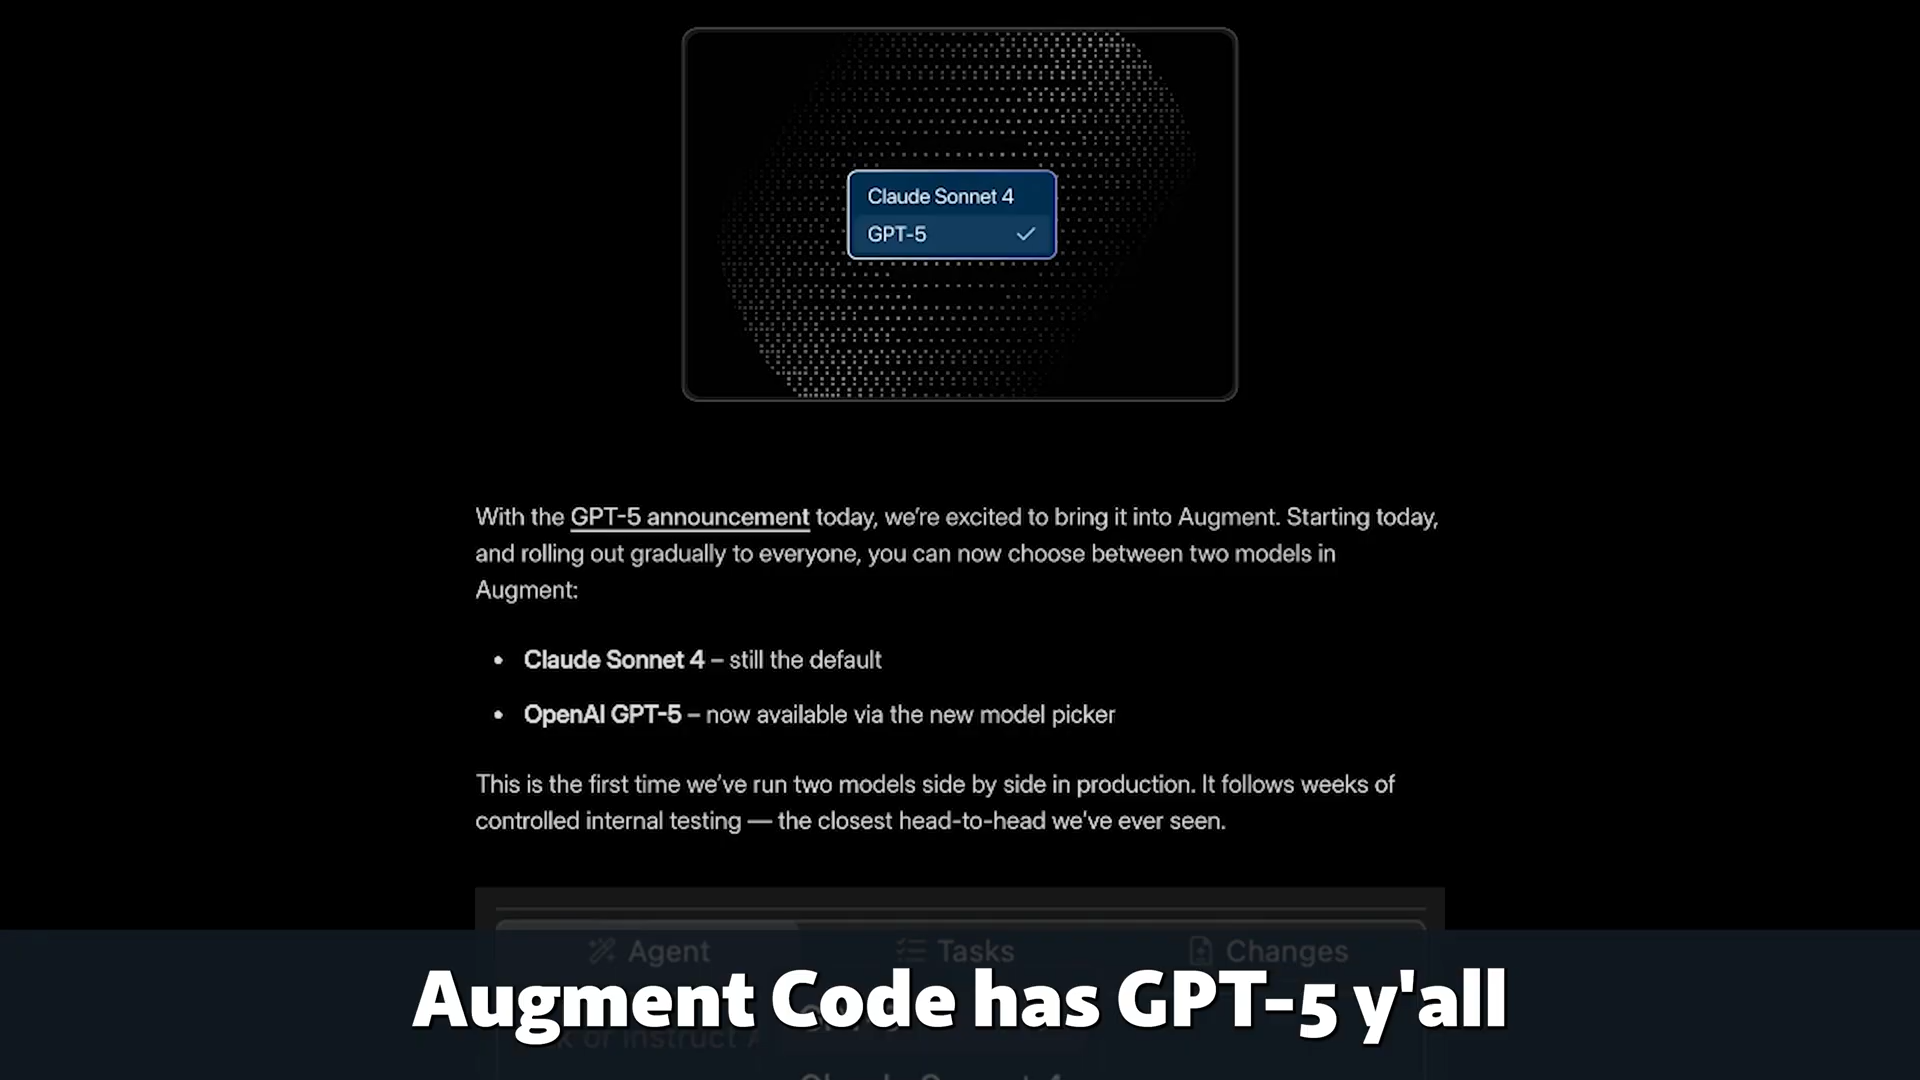 Claude Sonnet 4
GPT-5
With the GPT-5 announcement today, we're excited to bring it into Augment. Starting today,
and rolling out gradually to everyone, you can now choose between two models in
Augment:
• Claude Sonnet 4 – still the default
• OpenAI GPT-5 – now available via the new model picker
This is the first time we've run two models side by side in production. It follows weeks of
controlled internal testing — the closest head-to-head we've ever seen.
Agent Tasks Changes
Augment Code has GPT-5 y'all